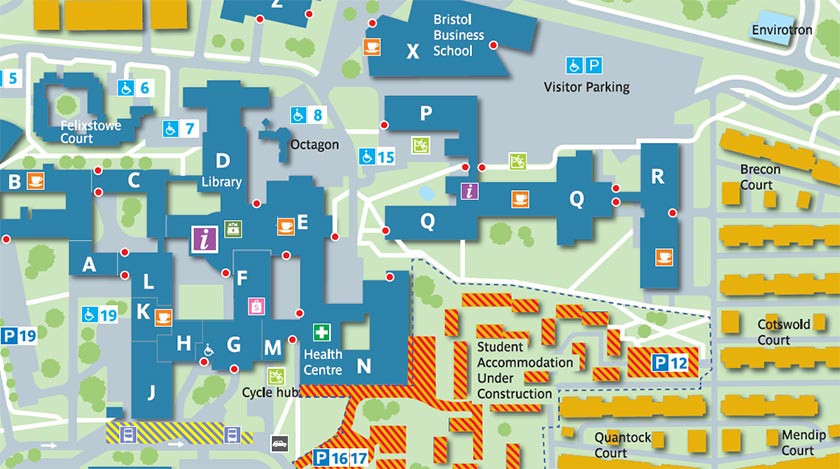 Z
Bristol
Business
School
X
Envirotron
P
Visitor Parking
5
6
Felixstowe
Court
7
8
Octagon
P
15
D
Library
R
Brecon
Court
B
C
i
Q
Q
i
ATM
E
A
L
F
K
19
P 19
H
G
M
Health
Centre
N
Student
Accommodation
Under
Construction
P 12
Cotswold
Court
J
Cycle hub
Quantock
Court
Mendip
Court
P 16 17